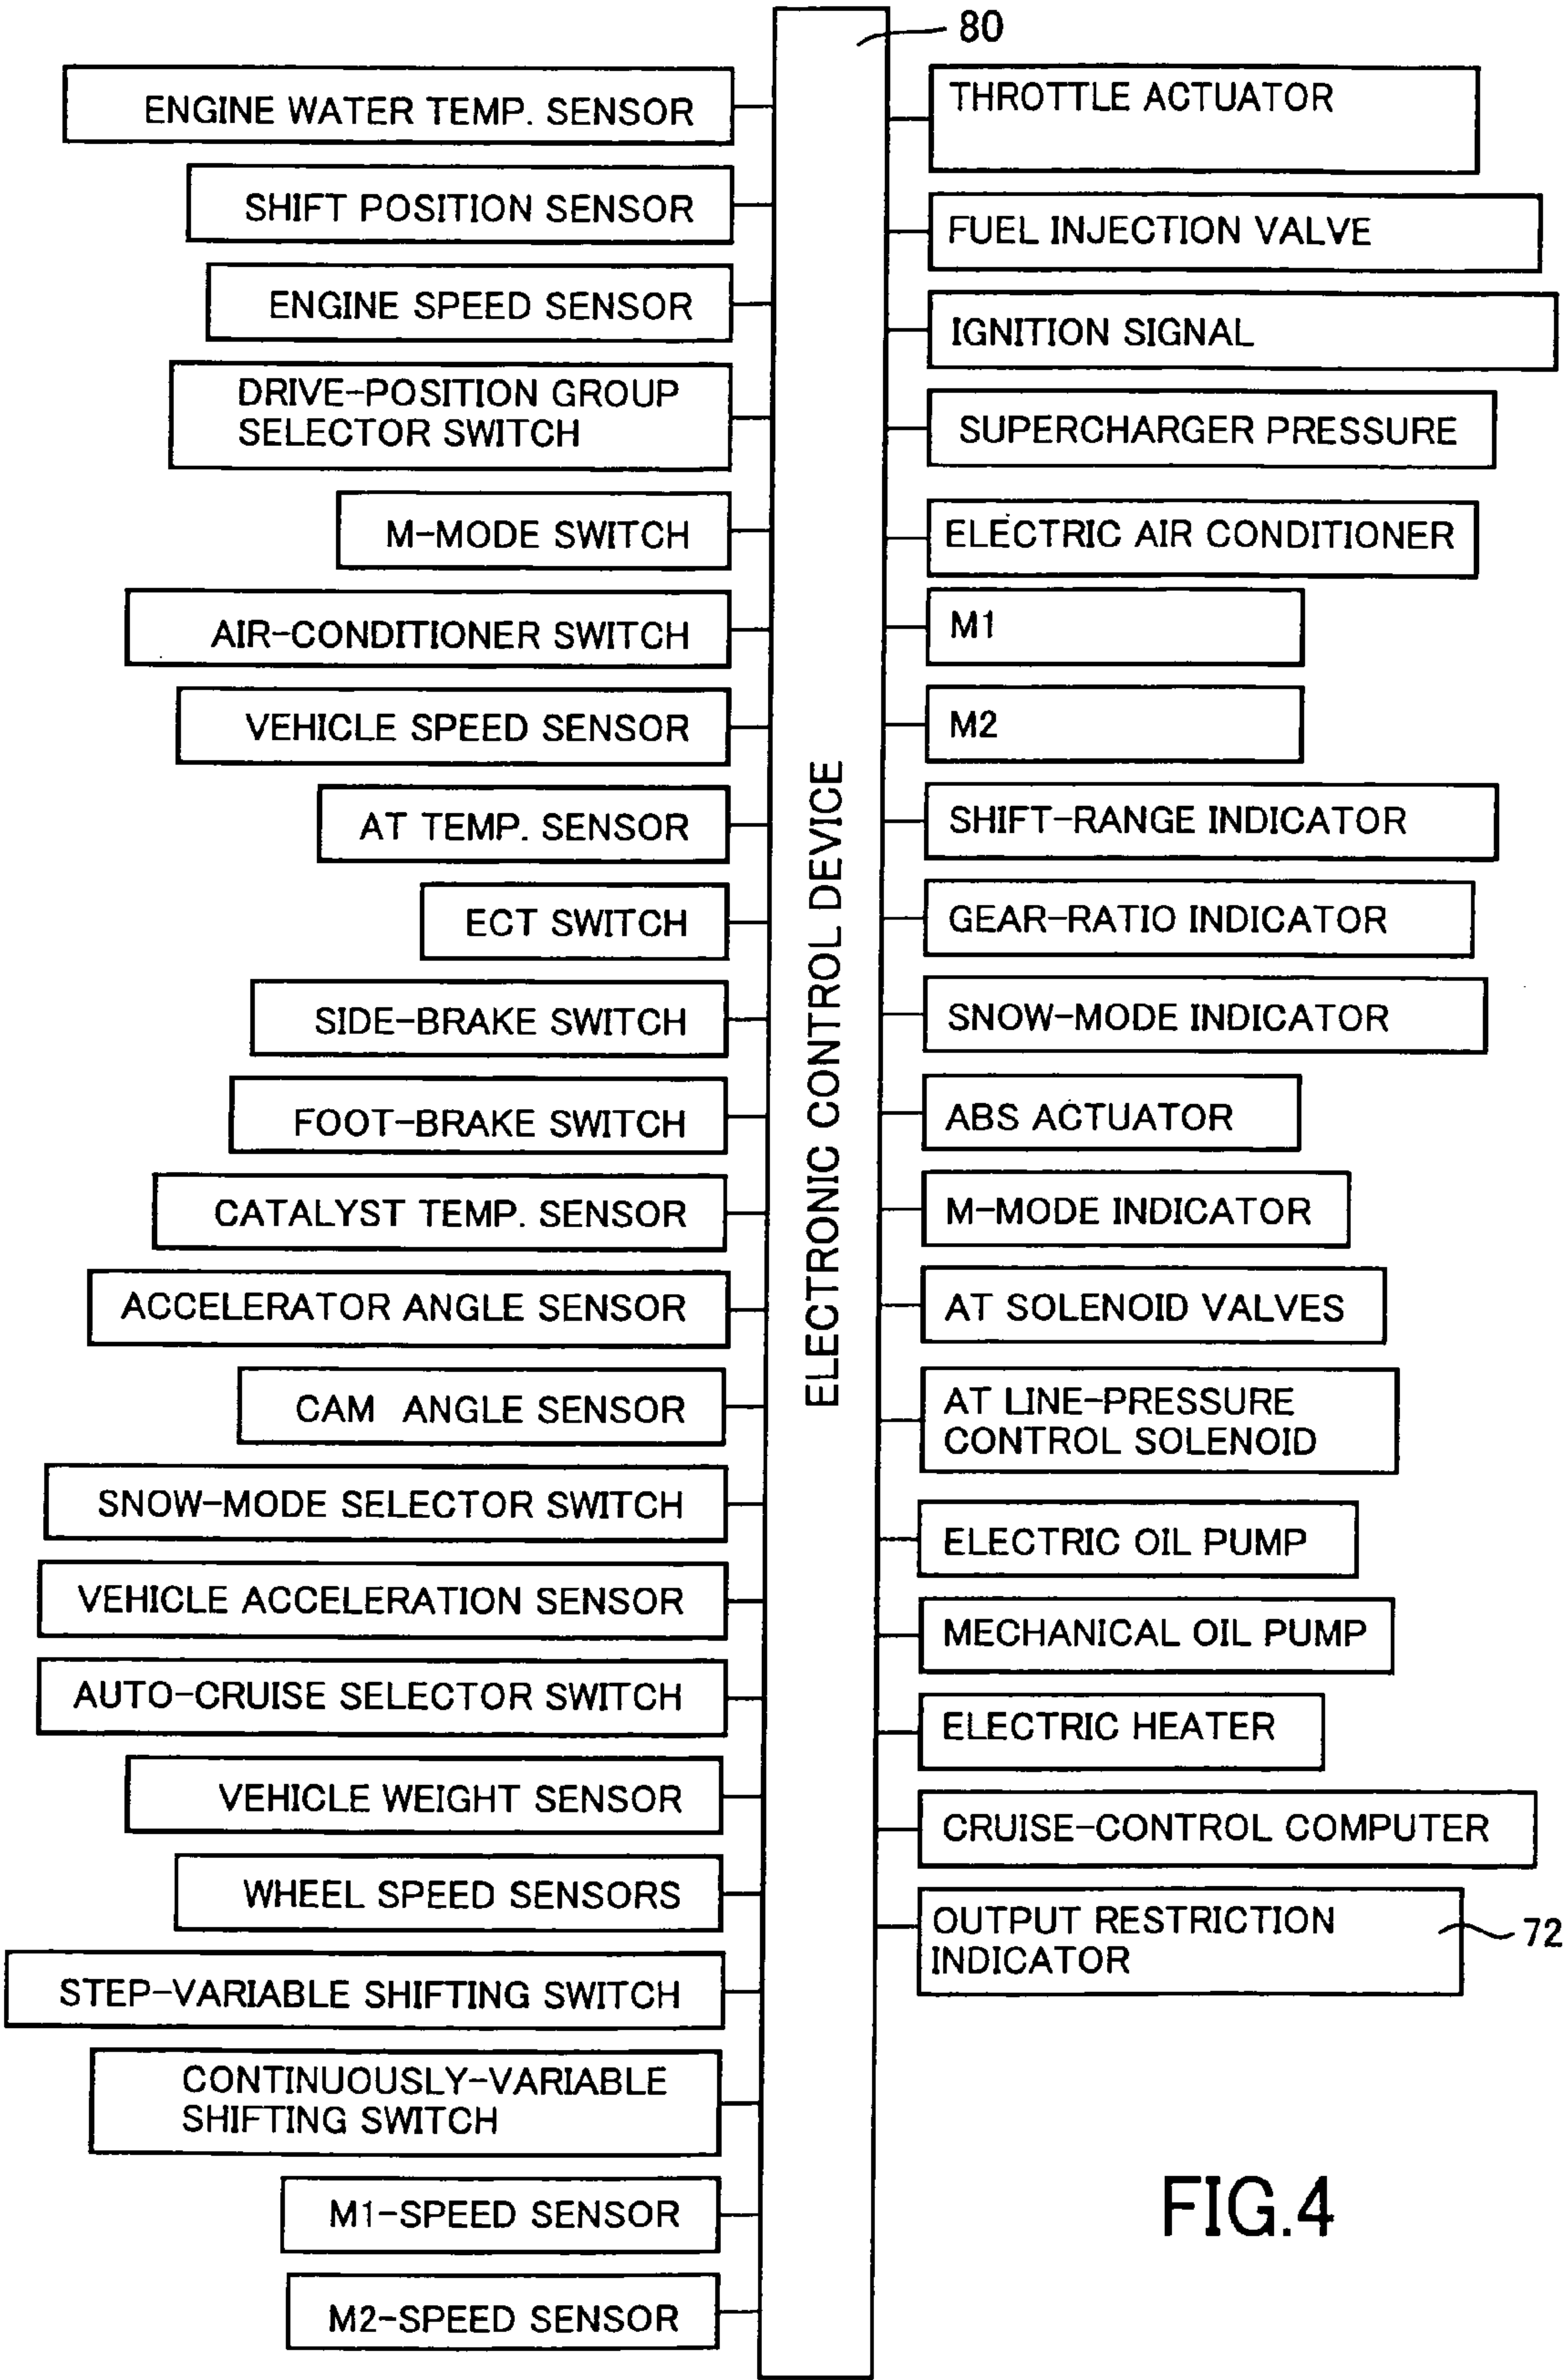 80
ENGINE WATER TEMP. SENSOR
SHIFT POSITION SENSOR
ENGINE SPEED SENSOR
DRIVE-POSITION GROUP
SELECTOR SWITCH
M-MODE SWITCH
AIR-CONDITIONER SWITCH
VEHICLE SPEED SENSOR
AT TEMP. SENSOR
ECT SWITCH
SIDE-BRAKE SWITCH
FOOT-BRAKE SWITCH
CATALYST TEMP. SENSOR
ACCELERATOR ANGLE SENSOR
CAM ANGLE SENSOR
SNOW-MODE SELECTOR SWITCH
VEHICLE ACCELERATION SENSOR
AUTO-CRUISE SELECTOR SWITCH
VEHICLE WEIGHT SENSOR
WHEEL SPEED SENSORS
STEP-VARIABLE SHIFTING SWITCH
CONTINUOUSLY-VARIABLE
SHIFTING SWITCH
M1-SPEED SENSOR
M2-SPEED SENSOR
ELECTRONIC CONTROL DEVICE
THROTTLE ACTUATOR
FUEL INJECTION VALVE
IGNITION SIGNAL
SUPERCHARGER PRESSURE
ELECTRIC AIR CONDITIONER
M1
M2
SHIFT-RANGE INDICATOR
GEAR-RATIO INDICATOR
SNOW-MODE INDICATOR
ABS ACTUATOR
M-MODE INDICATOR
AT SOLENOID VALVES
AT LINE-PRESSURE
CONTROL SOLENOID
ELECTRIC OIL PUMP
MECHANICAL OIL PUMP
ELECTRIC HEATER
CRUISE-CONTROL COMPUTER
OUTPUT RESTRICTION
INDICATOR
72
FIG.4